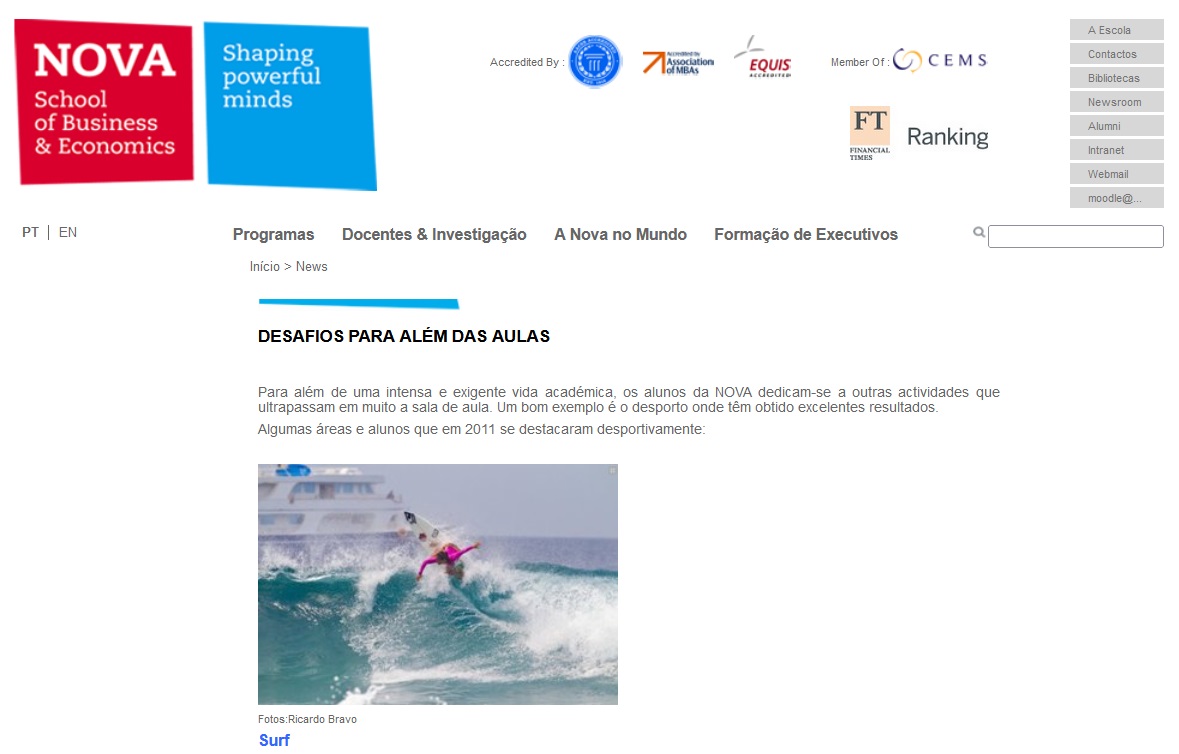 NOVA
School
of Business
& Economics
Shaping
powerful
minds
Accredited By :
Accredited by
Association
of MBAs
EQUIS
ACCREDITED
Member Of :
CEMS
FT
FINANCIAL
TIMES
Ranking
A Escola
Contactos
Bibliotecas
Newsroom
Alumni
Intranet
Webmail
moodle@...
PT | EN
Programas
Docentes & Investigação
A Nova no Mundo
Formação de Executivos
Início > News
DESAFIOS PARA ALÉM DAS AULAS
Para além de uma intensa e exigente vida académica, os alunos da NOVA dedicam-se a outras actividades que
ultrapassam em muito a sala de aula. Um bom exemplo é o desporto onde têm obtido excelentes resultados.
Algumas áreas e alunos que em 2011 se destacaram desportivamente:
Fotos:Ricardo Bravo
Surf